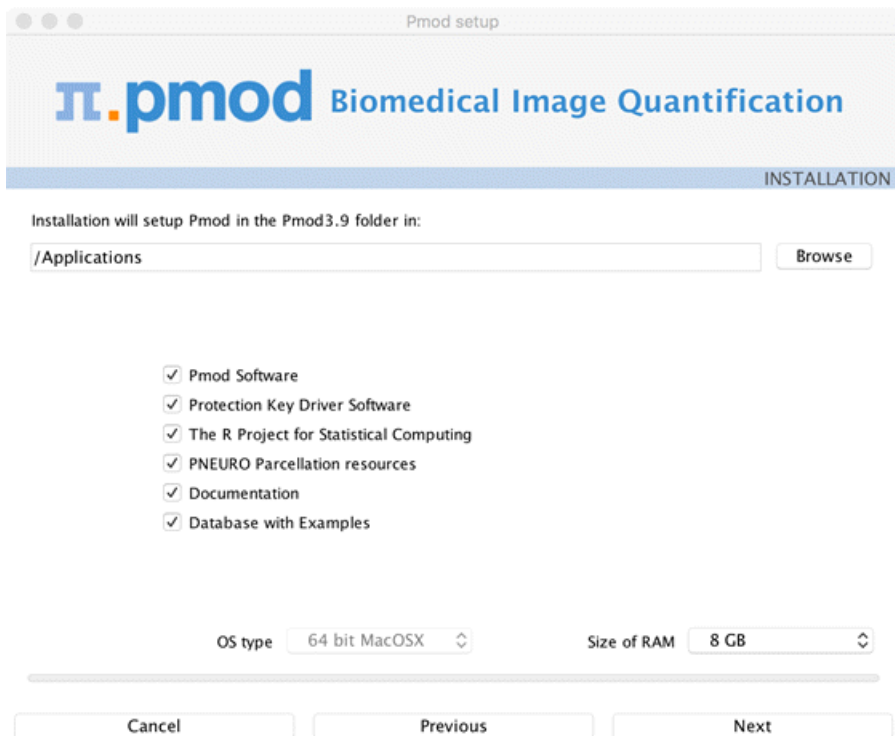 Pmod setup
π.pmod Biomedical Image Quantification
INSTALLATION
Installation will setup Pmod in the Pmod3.9 folder in:
/Applications
Browse
Pmod Software
Protection Key Driver Software
The R Project for Statistical Computing
PNEURO Parcellation resources
Documentation
Database with Examples
OS type 64 bit MacOSX Size of RAM 8 GB
Cancel Previous Next